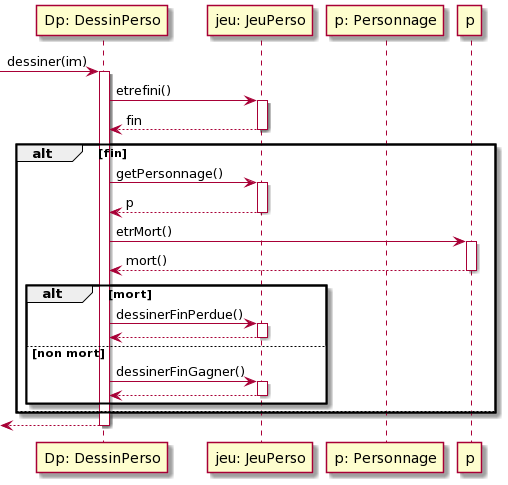 Dp: DessinPerso
jeu: JeuPerso
p: Personnage
p
dessiner(im)
etrefini()
fin
alt
[fin]
getPersonnage()
p
etrMort()
mort()
alt
[mort]
dessinerFinPerdue()
[non mort]
dessinerFinGagner()
Dp: DessinPerso
jeu: JeuPerso
p: Personnage
p